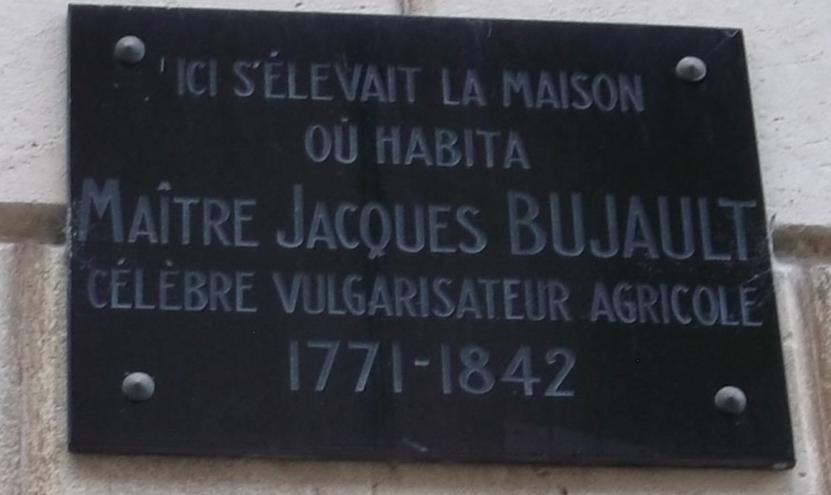 ICI S'ÉLEVAIT LA MAISON
OÙ HABITA
MAÎTRE JACQUES BUJAULT
CÉLÈBRE VULGARISATEUR AGRICOLE
1771-1842